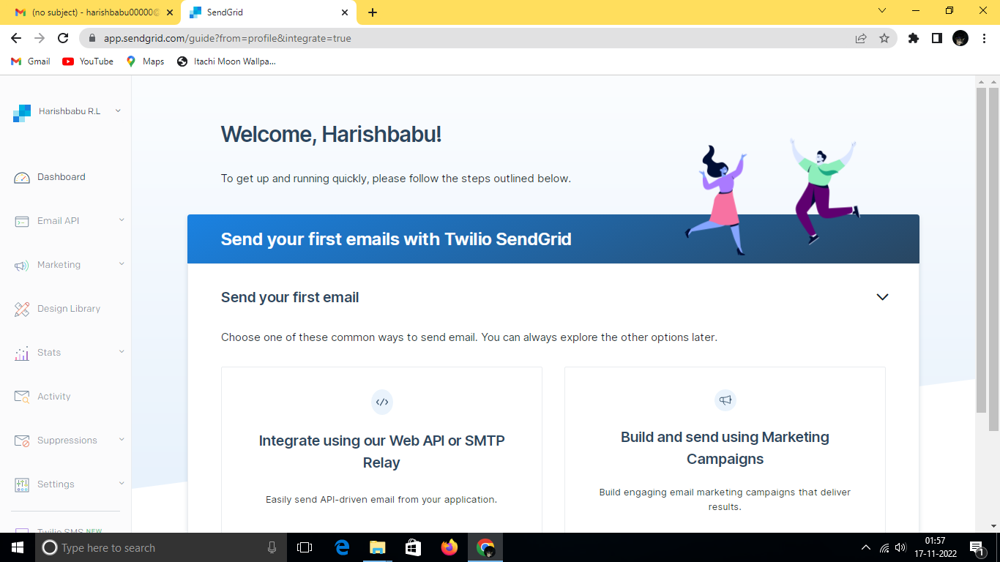 (no subject) - harishbabu00000@
SendGrid
app.sendgrid.com/guide?from=profile&integrate=true
Gmail
YouTube
Maps
Itachi Moon Wallpa...
Harishbabu R.L
Dashboard
Email API
Marketing
Design Library
Stats
Activity
Suppressions
Settings
Twilio SMS NEW
Welcome, Harishbabu!
To get up and running quickly, please follow the steps outlined below.
Send your first emails with Twilio SendGrid
Send your first email
Choose one of these common ways to send email. You can always explore the other options later.
Integrate using our Web API or SMTP
Relay
Easily send API-driven email from your application.
Build and send using Marketing
Campaigns
Build engaging email marketing campaigns that deliver
results.
Type here to search
01:57
17-11-2022
1